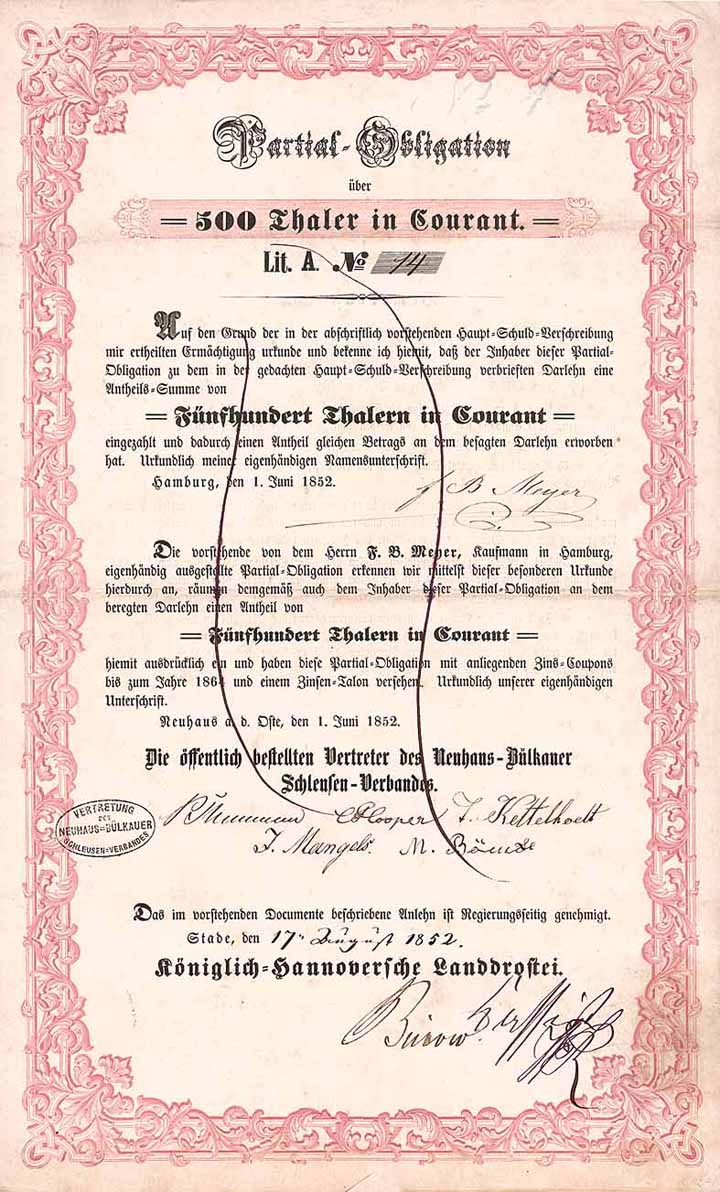 Partial-Obligation
über
500 Thaler in Courant.
Lit. A. No 14
Auf den Grund der in der abschriftlich vorstehenden Haupt-Schuld-Verschreibung
mir ertheilten Ermächtigung urkunde und bekenne ich hiemit, daß der Inhaber dieser Partial-
Obligation zu dem in der gedachten Haupt-Schuld-Verschreibung verbrieften Darlehn eine
Antheils-Summe von
Fünfhundert Thalern in Courant
eingezahlt und dadurch einen Antheil gleichen Betrags an dem besagten Darlehn erworben
hat. Urkundlich meiner eigenhändigen Namensunterschrift.
Hamburg, den 1. Juni 1852.
F B Meyer
Die vorstehende von dem Herrn F. B. Meyer, Kaufmann in Hamburg,
eigenhändig ausgestellte Partial-Obligation erkennen wir mittelst dieser besonderen Urkunde
hierdurch an, räumen demgemäß auch dem Inhaber dieser Partial-Obligation an dem
beregten Darlehn einen Antheil von
Fünfhundert Thalern in Courant
hiemit ausdrücklich ein und haben diese Partial-Obligation mit anliegenden Zins-Coupons
bis zum Jahre 1864 und einem Zinsen-Talon versehen. Urkundlich unserer eigenhändigen
Unterschrift.
Neuhaus a. d. Oste, den 1. Juni 1852.
Die öffentlich bestellten Vertreter des Neuhaus-Bülkauer
Schleusen-Verbandes.
VERTRETUNG
DES
NEUHAUS=BÜLKAUER
SCHLEUSEN=VERBANDES
J. Mangels. M.
Das im vorstehenden Documente beschriebene Anlehn ist Regierungsseitig genehmigt.
Stade, den 17. August 1852.
Königlich-Hannoversche Landdrostei.
Bülow